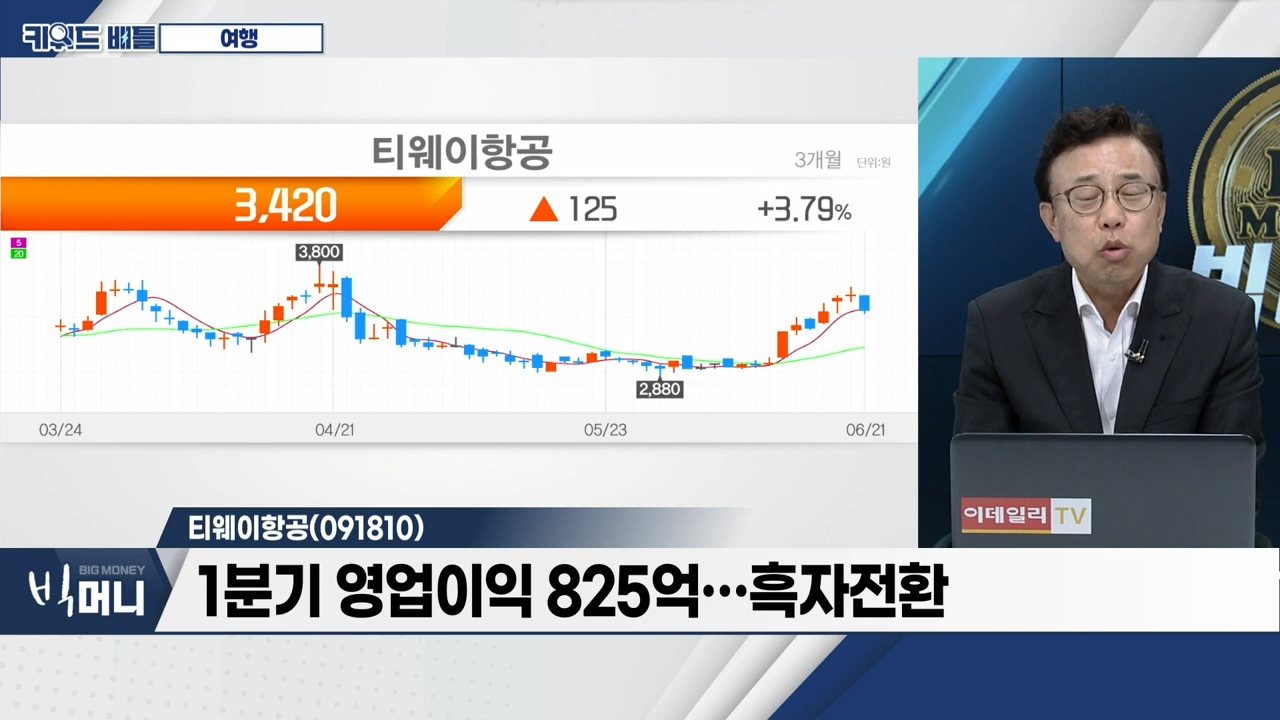 키워드 배틀
여행
티웨이항공
3개월 단위:원
3,420 ▲ 125 +3.79%
5
20
3,800
2,880
03/24 04/21 05/23 06/21
이데일리 TV
티웨이항공(091810)
BIG MONEY
빅머니
1분기 영업이익 825억…흑자전환